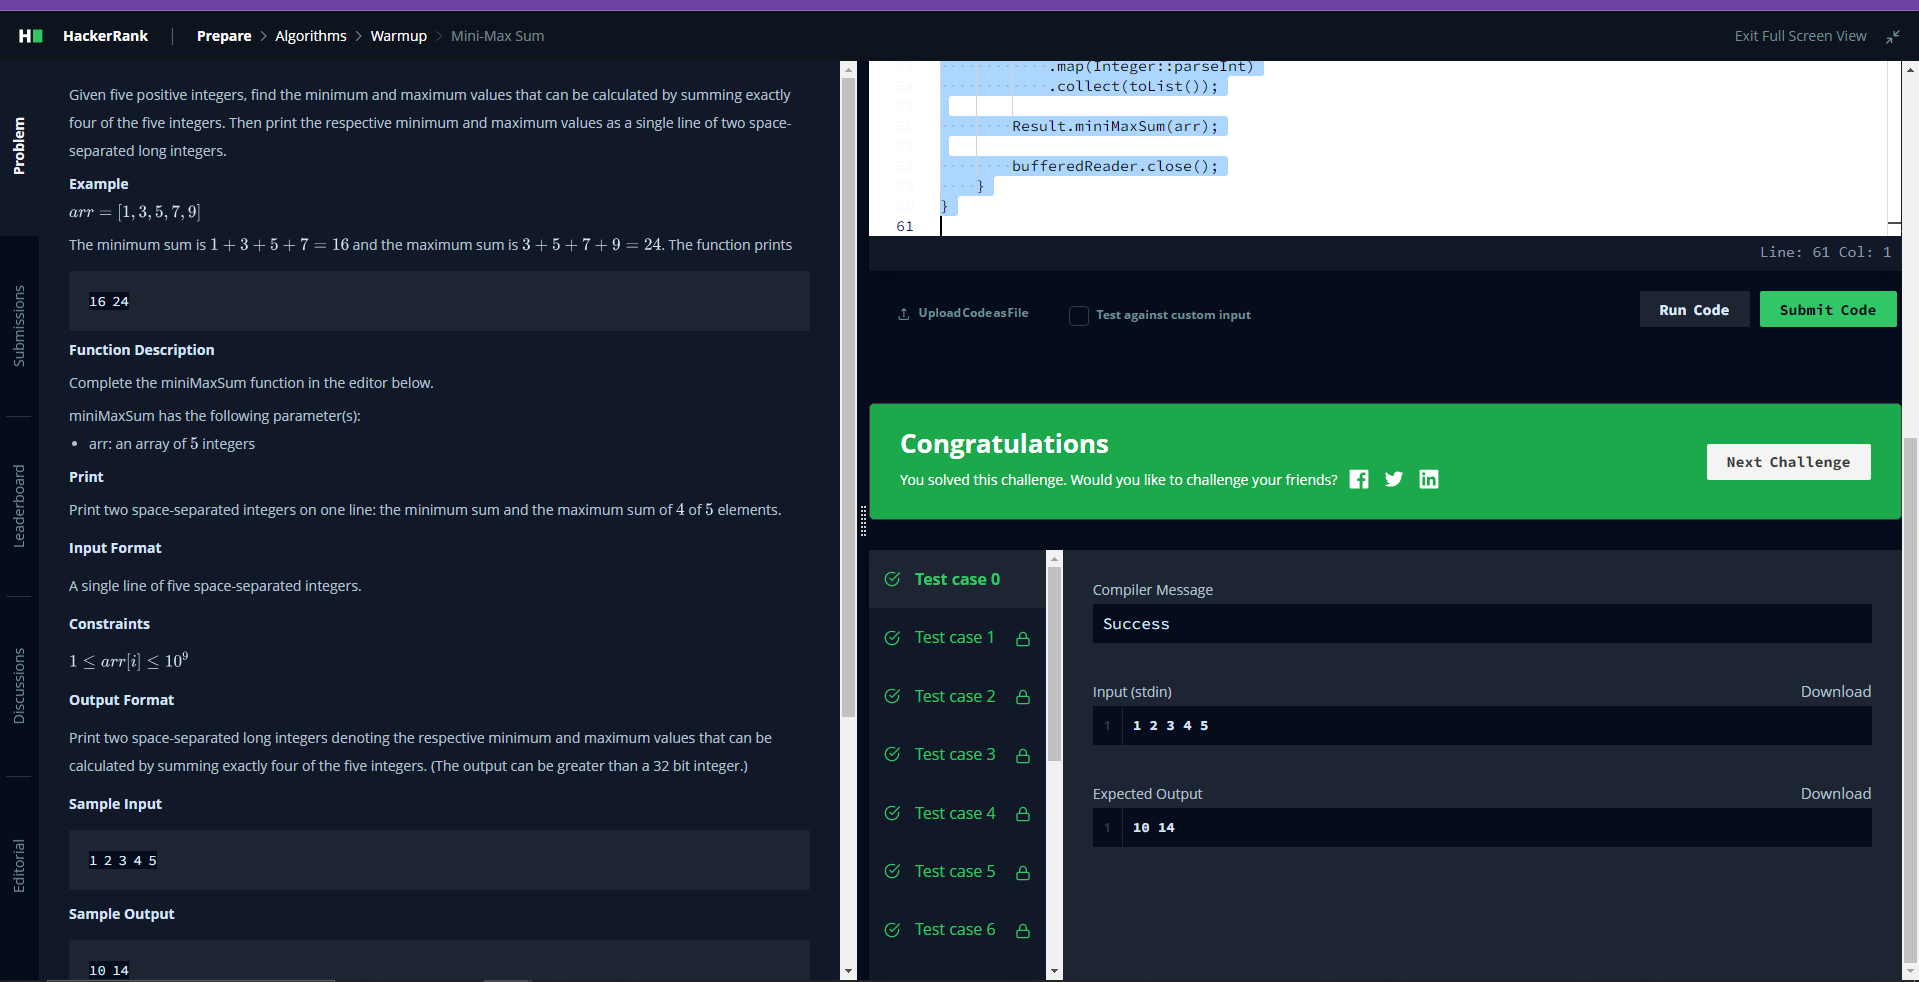 H
HackerRank | Prepare > Algorithms > Warmup > Mini-Max Sum
Exit Full Screen View
Problem
Submissions
Leaderboard
Discussions
Editorial
Given five positive integers, find the minimum and maximum values that can be calculated by summing exactly
four of the five integers. Then print the respective minimum and maximum values as a single line of two space-
separated long integers.
Example
arr = [1, 3, 5, 7, 9]
The minimum sum is 1 + 3 + 5 + 7 = 16 and the maximum sum is 3 + 5 + 7 + 9 = 24. The function prints
16 24
Function Description
Complete the miniMaxSum function in the editor below.
miniMaxSum has the following parameter(s):
• arr: an array of 5 integers
Print
Print two space-separated integers on one line: the minimum sum and the maximum sum of 4 of 5 elements.
Input Format
A single line of five space-separated integers.
Constraints
1 ≤ arr[i] ≤ 10⁹
Output Format
Print two space-separated long integers denoting the respective minimum and maximum values that can be
calculated by summing exactly four of the five integers. (The output can be greater than a 32 bit integer.)
Sample Input
1 2 3 4 5
Sample Output
10 14
53 .map(Integer::parseInt)
54 .collect(toList());
55
56 Result.miniMaxSum(arr);
57
58 bufferedReader.close();
59 }
60 }
61
Line: 61 Col: 1
Upload Code as File
Test against custom input
Run Code
Submit Code
Congratulations
You solved this challenge. Would you like to challenge your friends?
Next Challenge
Test case 0
Test case 1
Test case 2
Test case 3
Test case 4
Test case 5
Test case 6
Compiler Message
Success
Input (stdin)
Download
1 1 2 3 4 5
Expected Output
Download
1 10 14